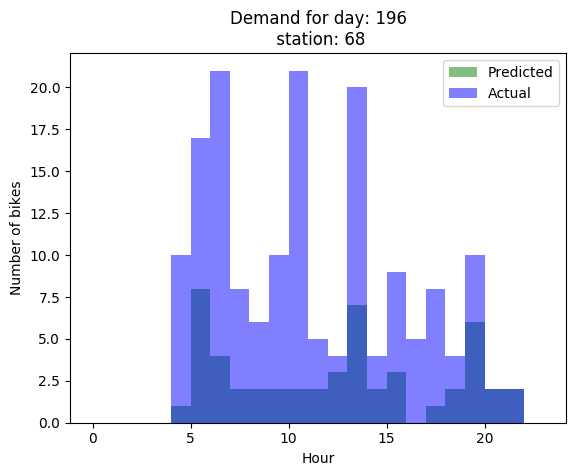 Demand for day: 196
station: 68
Predicted
Actual
20.0
17.5
15.0
12.5
10.0
7.5
5.0
2.5
0.0
Number of bikes
0 5 10 15 20
Hour